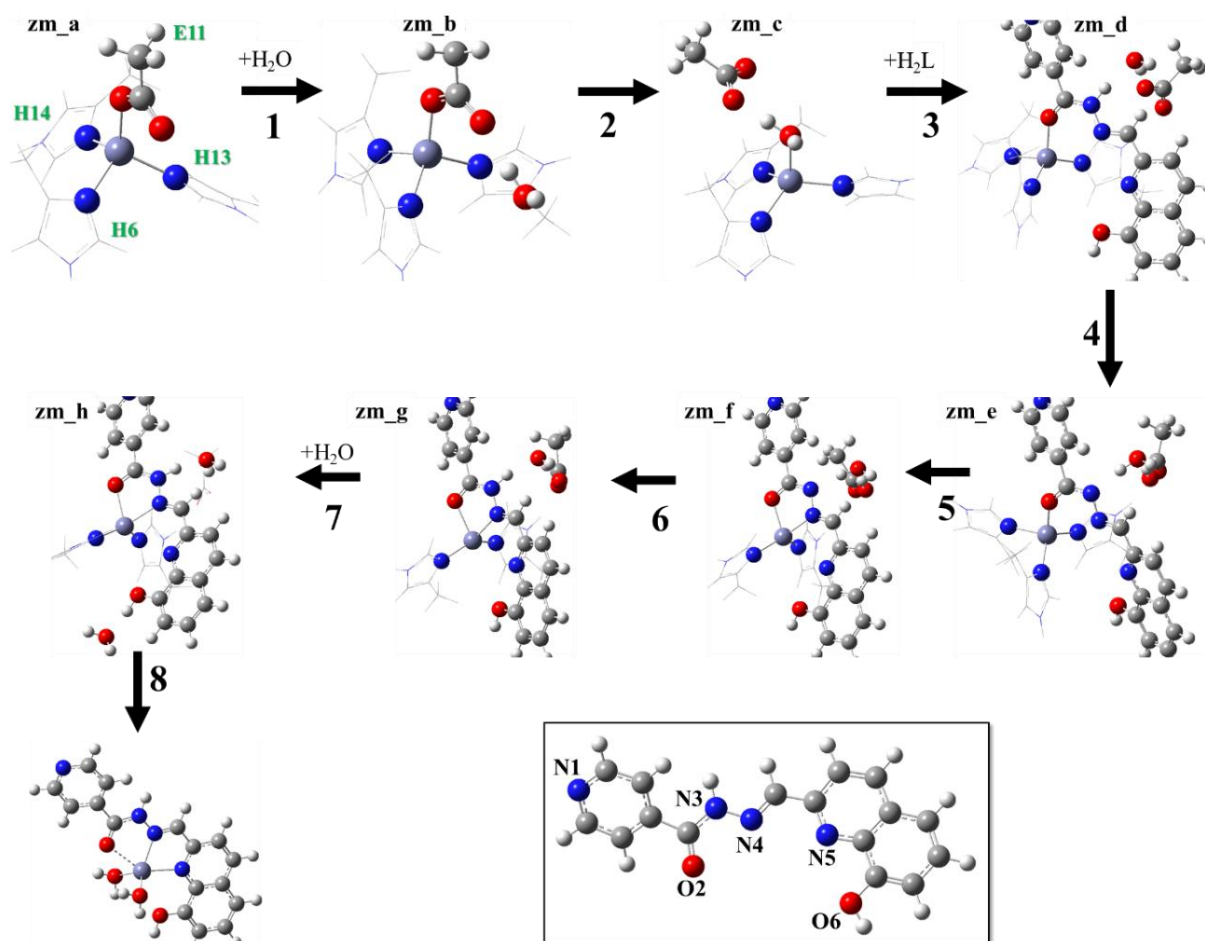 zm_a
E11
H14
H13
H6
+H₂O
1
zm_b
2
zm_c
+H₂L
3
zm_d
4
zm_e
5
zm_f
6
zm_g
+H₂O
7
zm_h
8
N1
N3
N4
N5
O2
O6